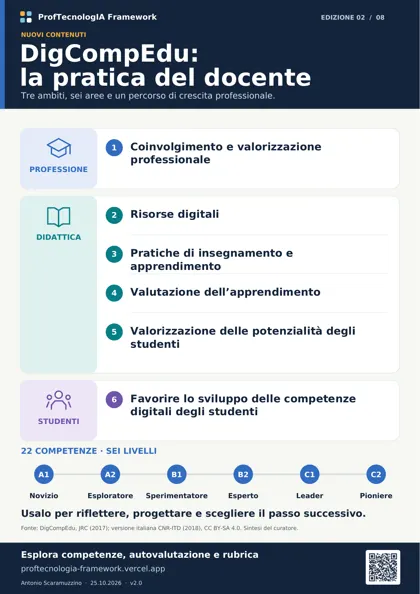 ProfTecnologIA Framework
EDIZIONE 02 / 08
NUOVI CONTENUTI
DigCompEdu:
la pratica del docente
Tre ambiti, sei aree e un percorso di crescita professionale.
PROFESSIONE
1 Coinvolgimento e valorizzazione
professionale
DIDATTICA
2 Risorse digitali
3 Pratiche di insegnamento e
apprendimento
4 Valutazione dell’apprendimento
5 Valorizzazione delle potenzialità degli
studenti
STUDENTI
6 Favorire lo sviluppo delle competenze
digitali degli studenti
22 COMPETENZE · SEI LIVELLI
A1 A2 B1 B2 C1 C2
Novizio Esploratore Sperimentatore Esperto Leader Pioniere
Usalo per riflettere, progettare e scegliere il passo successivo.
Fonte: DigCompEdu, JRC (2017); versione italiana CNR-ITD (2018), CC BY-SA 4.0. Sintesi del curatore.
Esplora competenze, autovalutazione e rubrica
proftecnologia-framework.vercel.app
Antonio Scaramuzzino · 25.10.2026 · v2.0